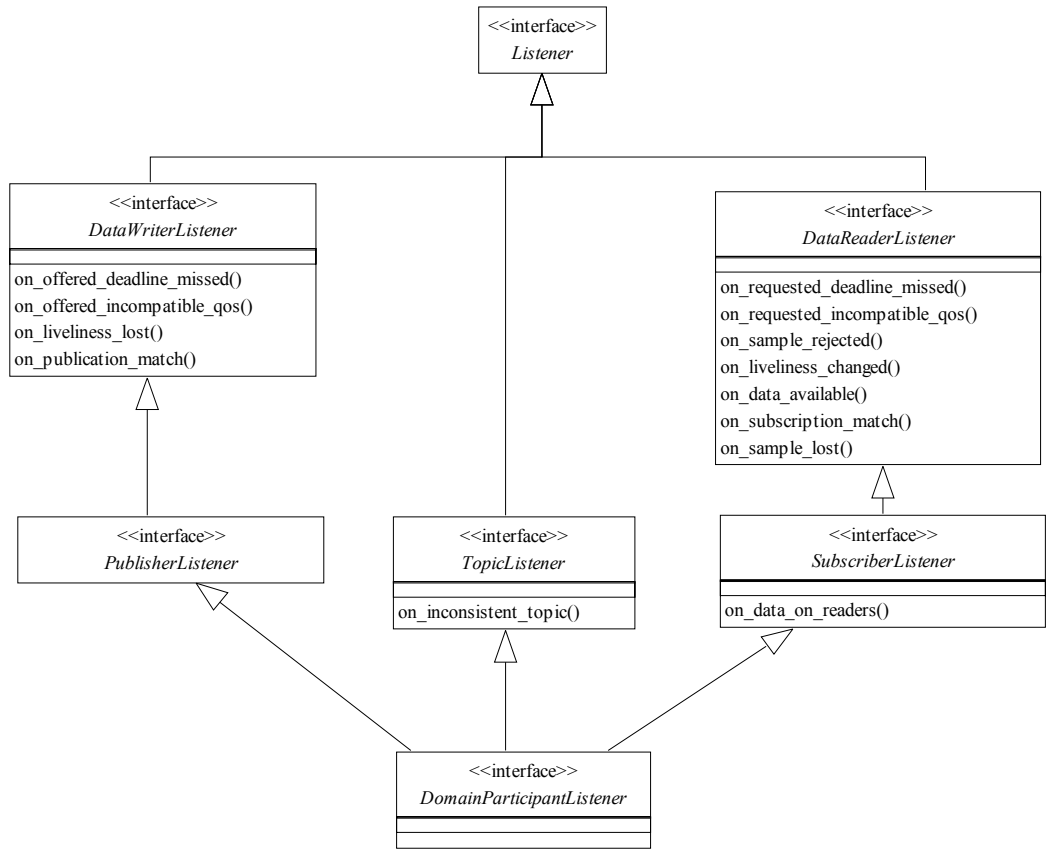 <<interface>>
Listener
<<interface>>
DataWriterListener
on_offered_deadline_missed()
on_offered_incompatible_qos()
on_liveliness_lost()
on_publication_match()
<<interface>>
DataReaderListener
on_requested_deadline_missed()
on_requested_incompatible_qos()
on_sample_rejected()
on_liveliness_changed()
on_data_available()
on_subscription_match()
on_sample_lost()
<<interface>>
PublisherListener
<<interface>>
TopicListener
on_inconsistent_topic()
<<interface>>
SubscriberListener
on_data_on_readers()
<<interface>>
DomainParticipantListener